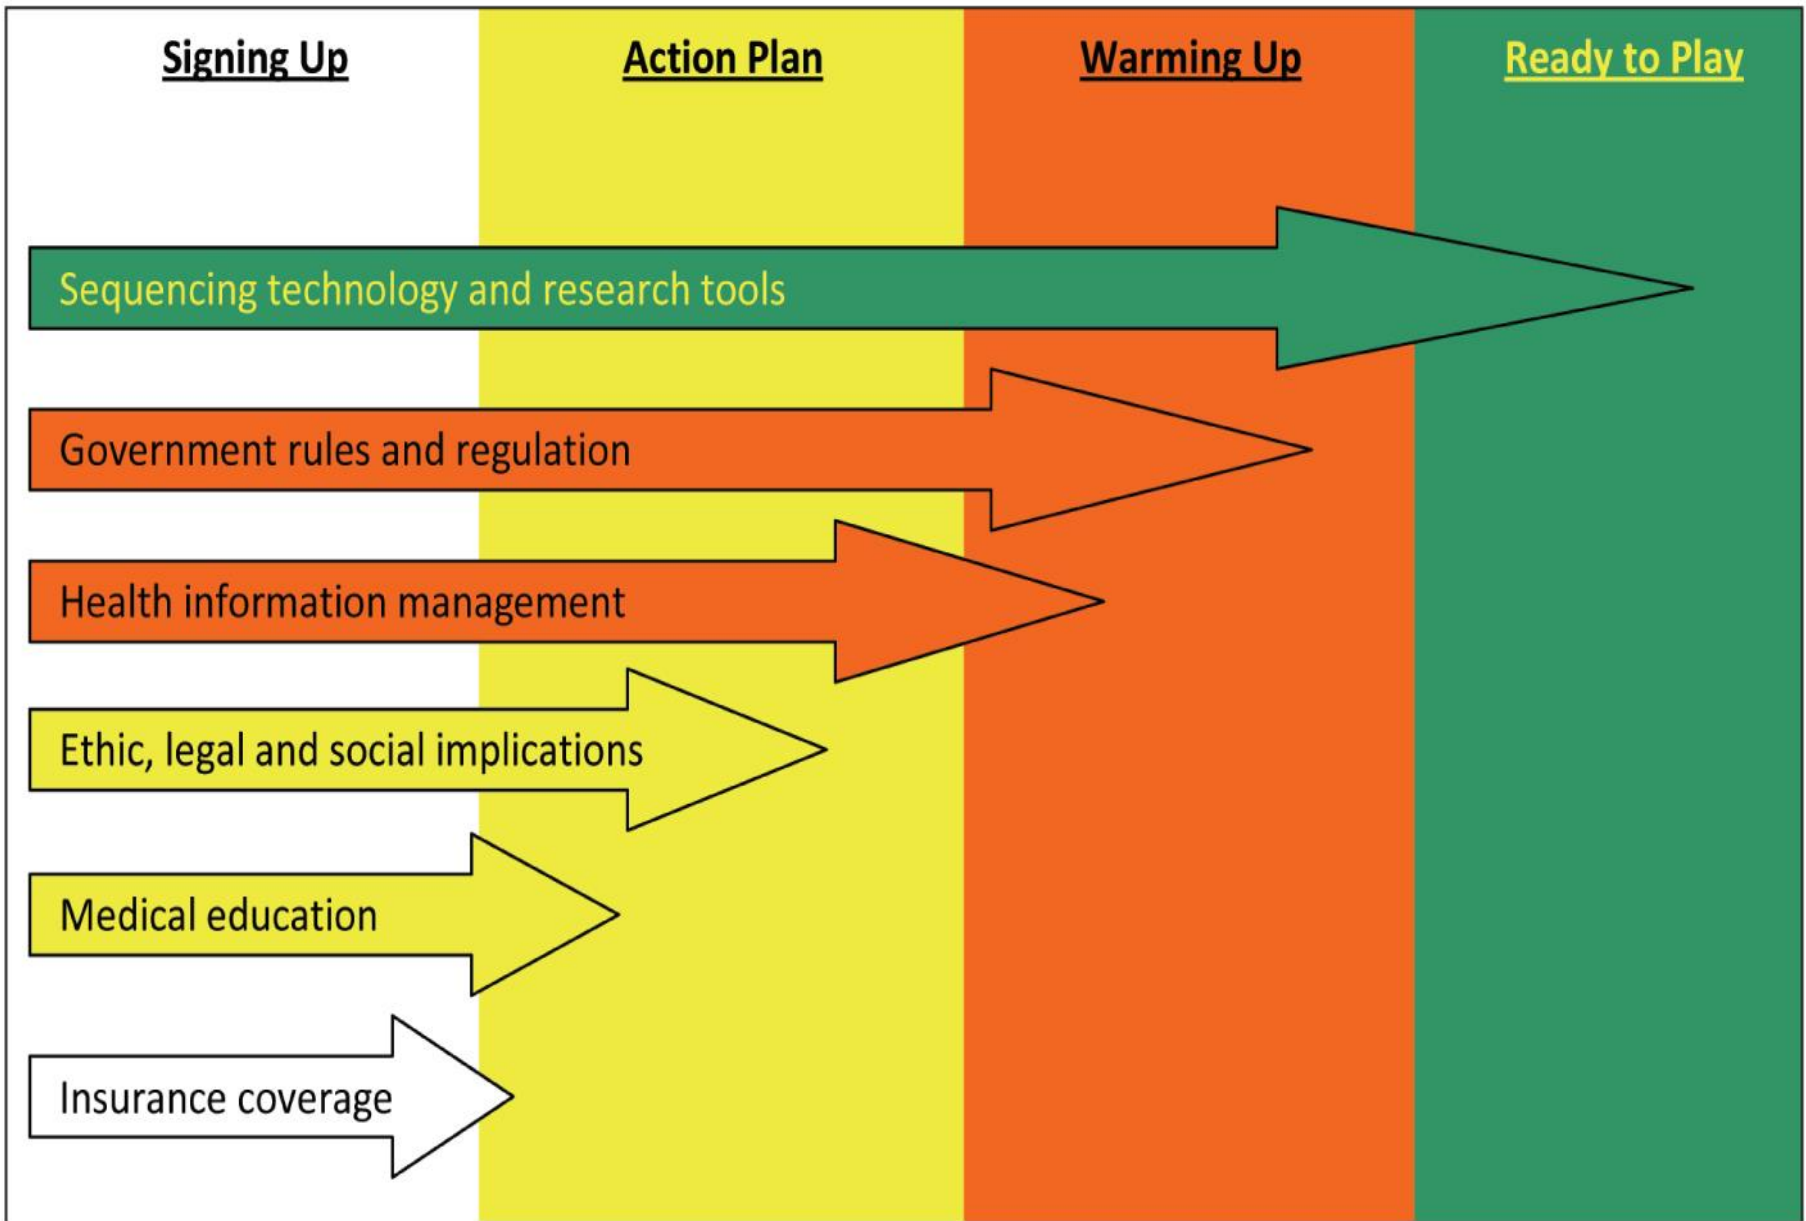 Signing Up
Action Plan
Warming Up
Ready to Play
Sequencing technology and research tools
Government rules and regulation
Health information management
Ethic, legal and social implications
Medical education
Insurance coverage